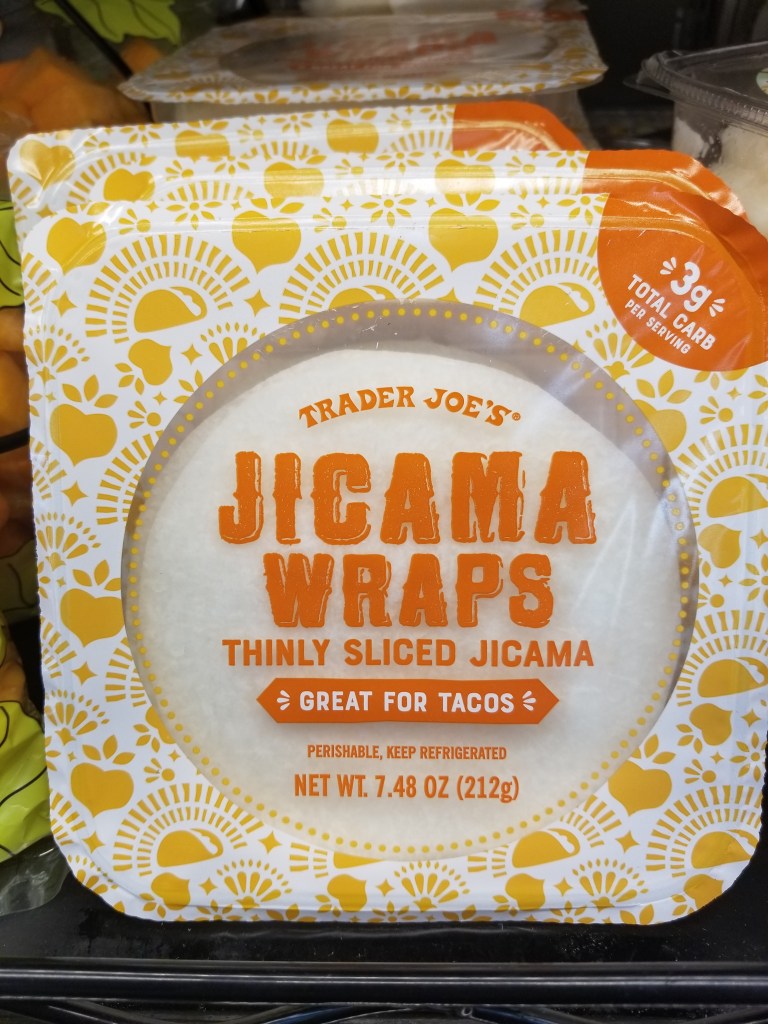 3g
TOTAL CARB
PER SERVING
TRADER JOE'S®
JICAMA
WRAPS
THINLY SLICED JICAMA
GREAT FOR TACOS
PERISHABLE, KEEP REFRIGERATED
NET WT. 7.48 OZ (212g)